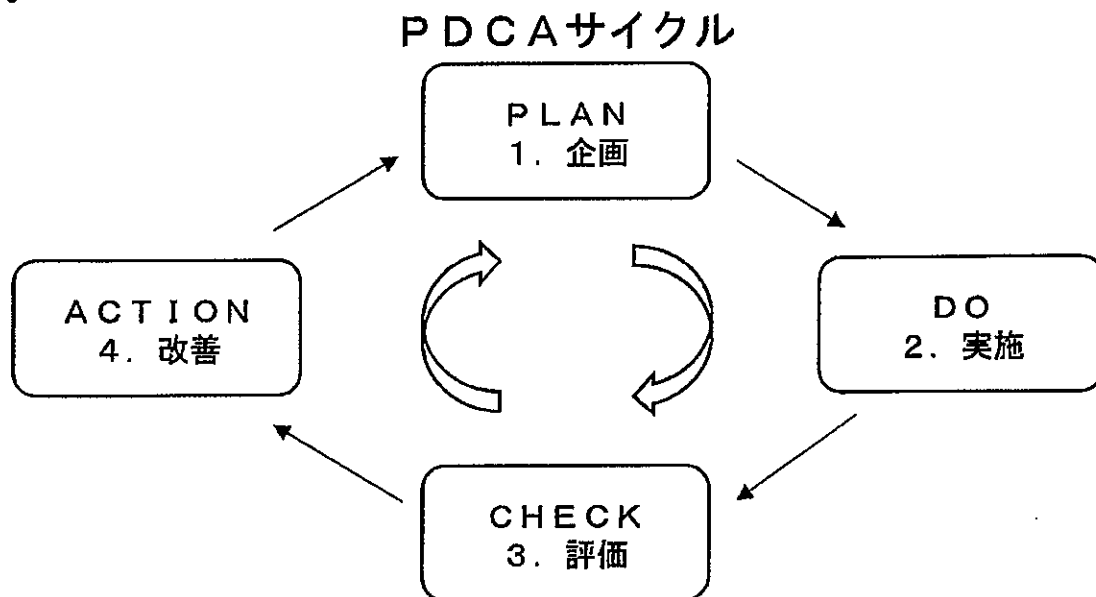 PDCAサイクル
PLAN
1. 企画
DO
2. 実施
CHECK
3. 評価
ACTION
4. 改善